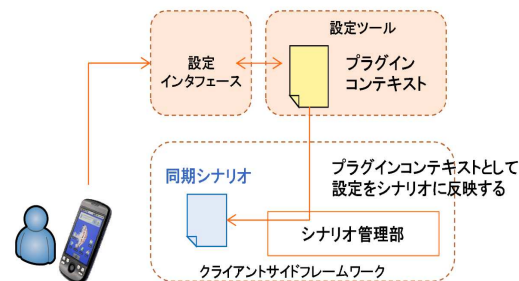 設定ツール
設定
インタフェース
プラグイン
コンテキスト
同期シナリオ
プラグインコンテキストとして
設定をシナリオに反映する
シナリオ管理部
クライアントサイドフレームワーク